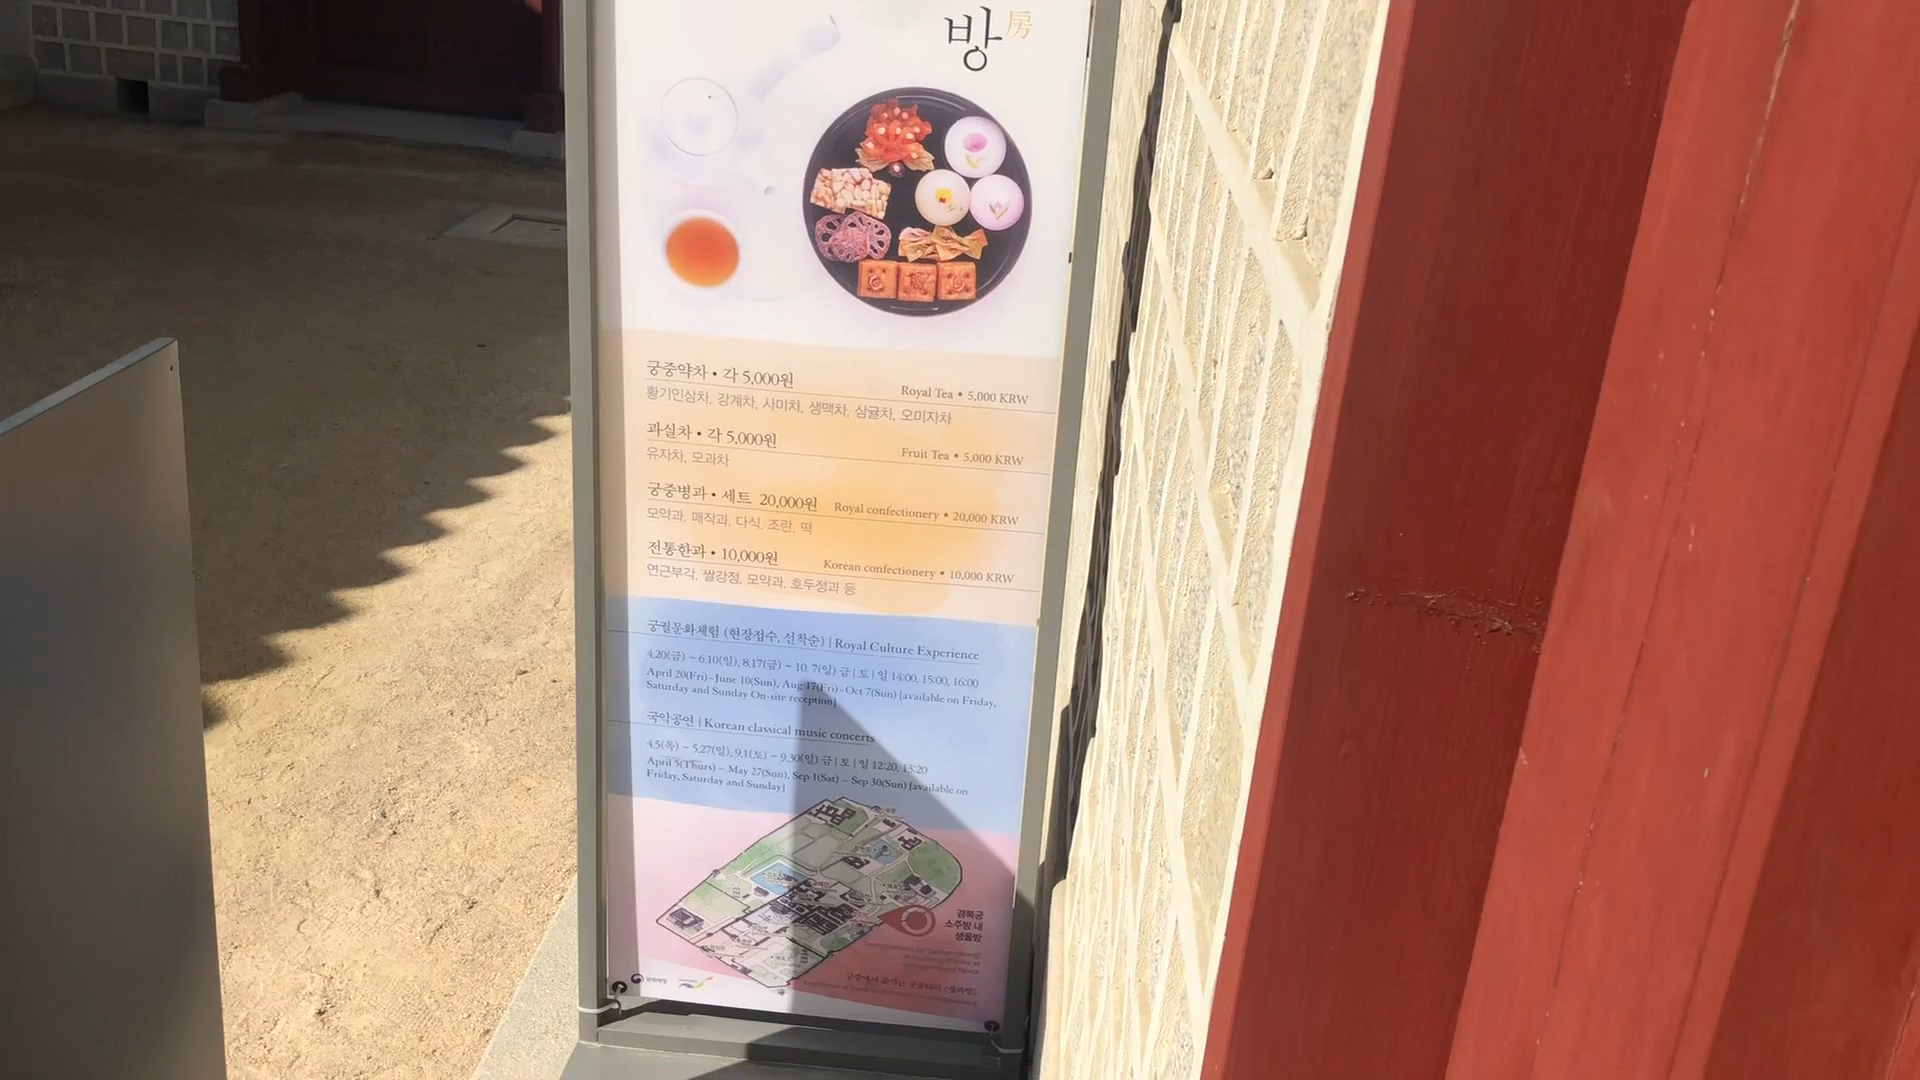 방 房
궁중약차 • 각 5,000원 Royal Tea • 5,000 KRW
황기인삼차, 강계차, 사미차, 생맥차, 삼귤차, 오미자차
과실차 • 각 5,000원 Fruit Tea • 5,000 KRW
유자차, 모과차
궁중병과 • 세트 20,000원 Royal confectionery • 20,000 KRW
모약과, 매작과, 다식, 조란, 떡
전통한과 • 10,000원 Korean confectionery • 10,000 KRW
연근부각, 쌀강정, 모약과, 호두정과 등
궁궐문화체험 (현장접수, 선착순) | Royal Culture Experience
4.20(금) ~ 6.10(일), 8.17(금) ~ 10. 7(일) 금 | 토 | 일 14:00, 15:00, 16:00
April 20(Fri) - June 10(Sun), Aug 17(Fri) - Oct 7(Sun) [available on Friday,
Saturday and Sunday On-site reception]
국악공연 | Korean classical music concerts
4.5(목) ~ 5.27(일), 9.1(토) ~ 9.30(일) 금 | 토 | 일 12:20, 13:20
April 5(Thurs) - May 27(Sun), Sep 1(Sat) - Sep 30(Sun) [available on
Friday, Saturday and Sunday]
경복궁
소주방 내
생물방
문화재청